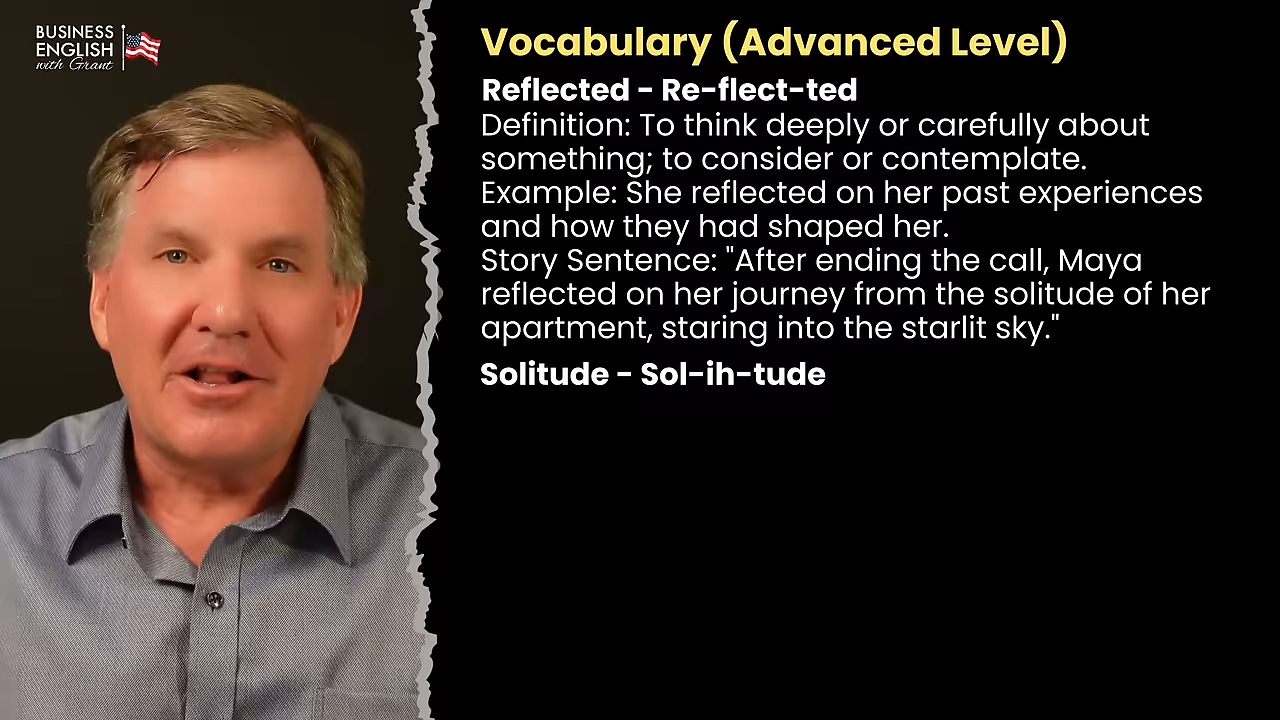 BUSINESS
ENGLISH
with Grant
Vocabulary (Advanced Level)
Reflected - Re-flect-ted
Definition: To think deeply or carefully about
something; to consider or contemplate.
Example: She reflected on her past experiences
and how they had shaped her.
Story Sentence: "After ending the call, Maya
reflected on her journey from the solitude of her
apartment, staring into the starlit sky."
Solitude - Sol-ih-tude